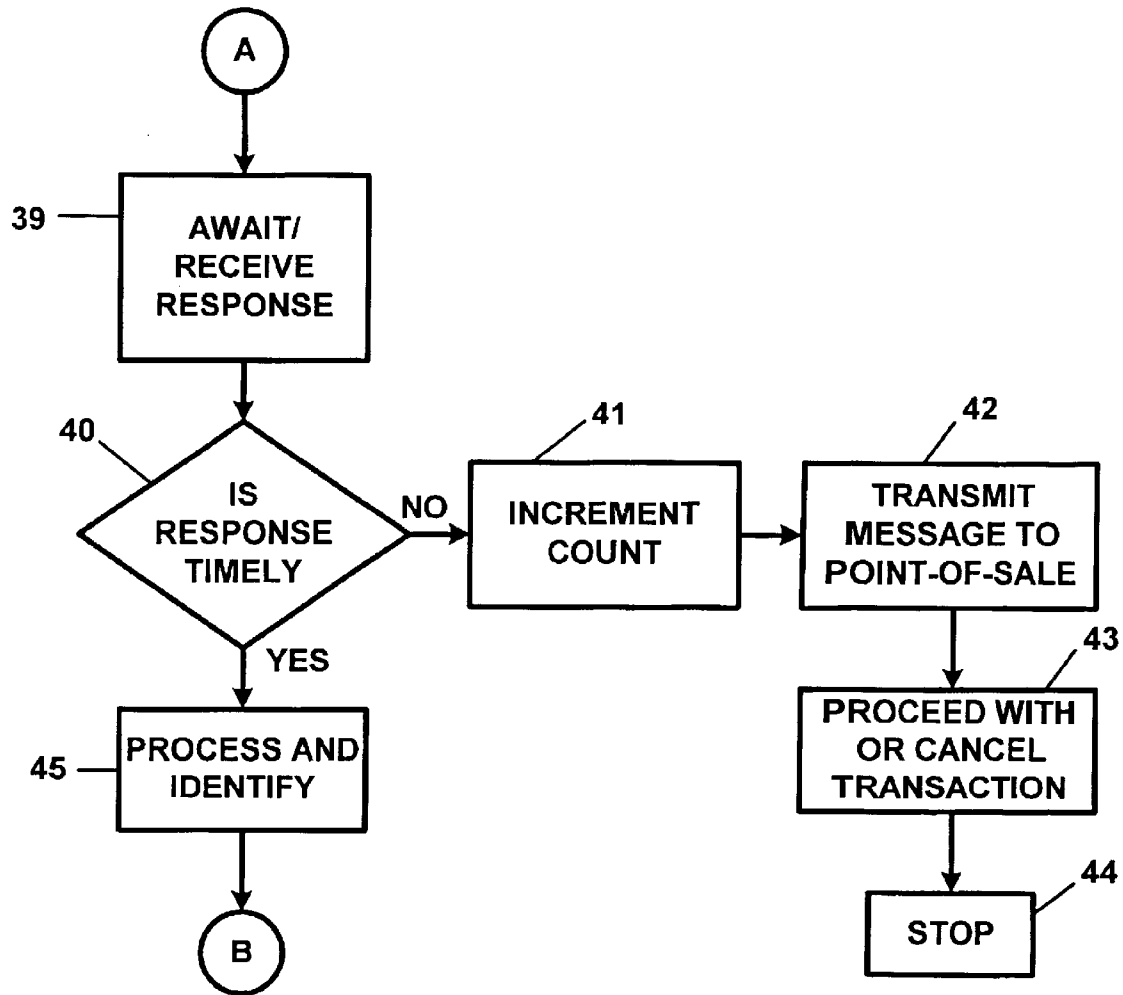 A
39
AWAIT/
RECEIVE
RESPONSE
40
IS
RESPONSE
TIMELY
NO
YES
41
INCREMENT
COUNT
42
TRANSMIT
MESSAGE TO
POINT-OF-SALE
43
PROCEED WITH
OR CANCEL
TRANSACTION
44
STOP
45
PROCESS AND
IDENTIFY
B